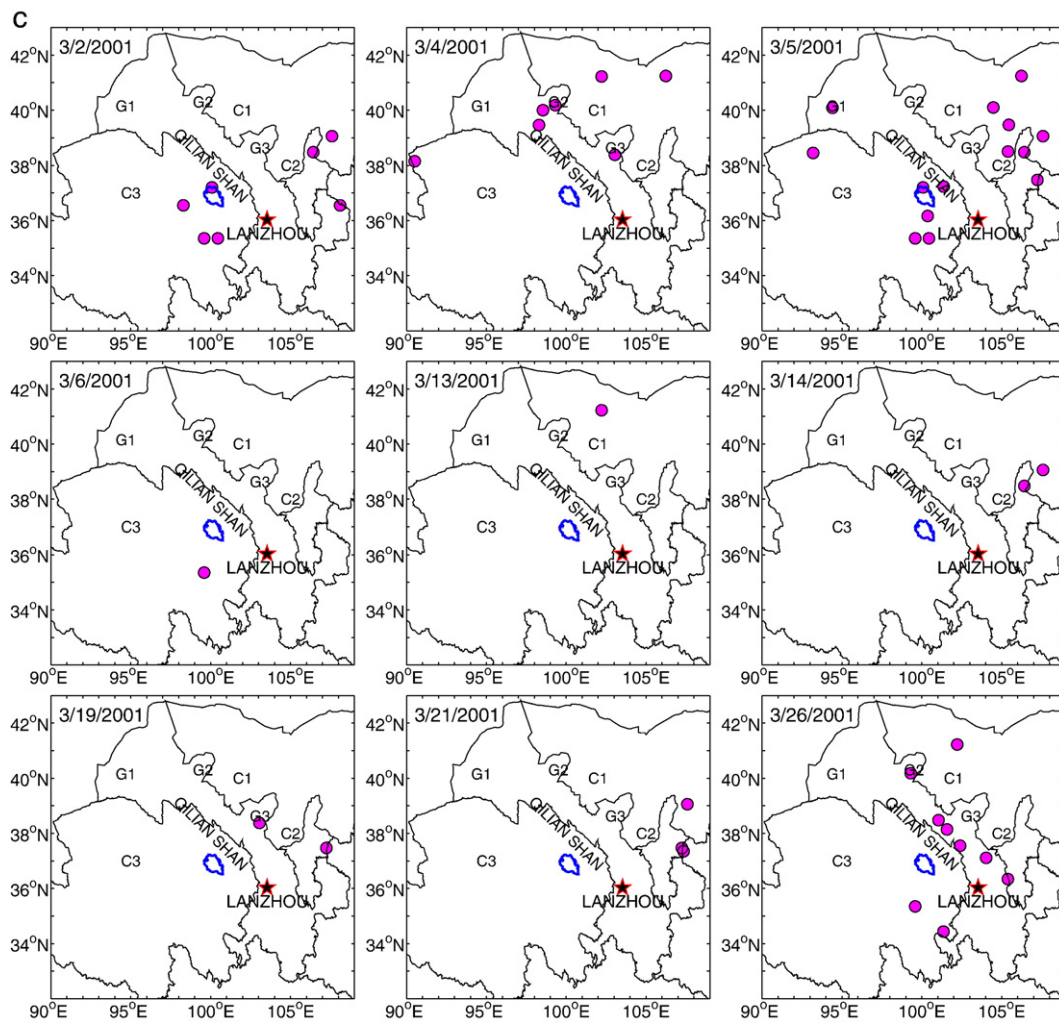 C
3/2/2001
3/4/2001
3/5/2001
42°N
40°N
38°N
36°N
34°N
G1
G2
C1
QILIAN SHAN
G3
C2
C3
LANZHOU
90°E
95°E
100°E
105°E
42°N
40°N
38°N
36°N
34°N
G2
C1
QILIAN SHAN
G3
C2
C3
G1
LANZHOU
90°E
95°E
100°E
105°E
42°N
40°N
38°N
36°N
34°N
G1
G2
C1
QILIAN SHAN
G3
C2
C3
LANZHOU
90°E
95°E
100°E
105°E
3/6/2001
3/13/2001
3/14/2001
42°N
40°N
38°N
36°N
34°N
G1
G2
C1
QILIAN SHAN
G3
C2
C3
LANZHOU
90°E
95°E
100°E
105°E
42°N
40°N
38°N
36°N
34°N
G1
G2
C1
QILIAN SHAN
G3
C2
C3
LANZHOU
90°E
95°E
100°E
105°E
42°N
40°N
38°N
36°N
34°N
G1
G2
C1
QILIAN SHAN
G3
C2
C3
LANZHOU
90°E
95°E
100°E
105°E
3/19/2001
3/21/2001
3/26/2001
42°N
40°N
38°N
36°N
34°N
G1
G2
C1
QILIAN SHAN
G3
C2
C3
LANZHOU
90°E
95°E
100°E
105°E
42°N
40°N
38°N
36°N
34°N
G1
G2
C1
QILIAN SHAN
G3
C2
C3
LANZHOU
90°E
95°E
100°E
105°E
42°N
40°N
38°N
36°N
34°N
G1
G2
C1
QILIAN SHAN
G3
C2
C3
LANZHOU
90°E
95°E
100°E
105°E